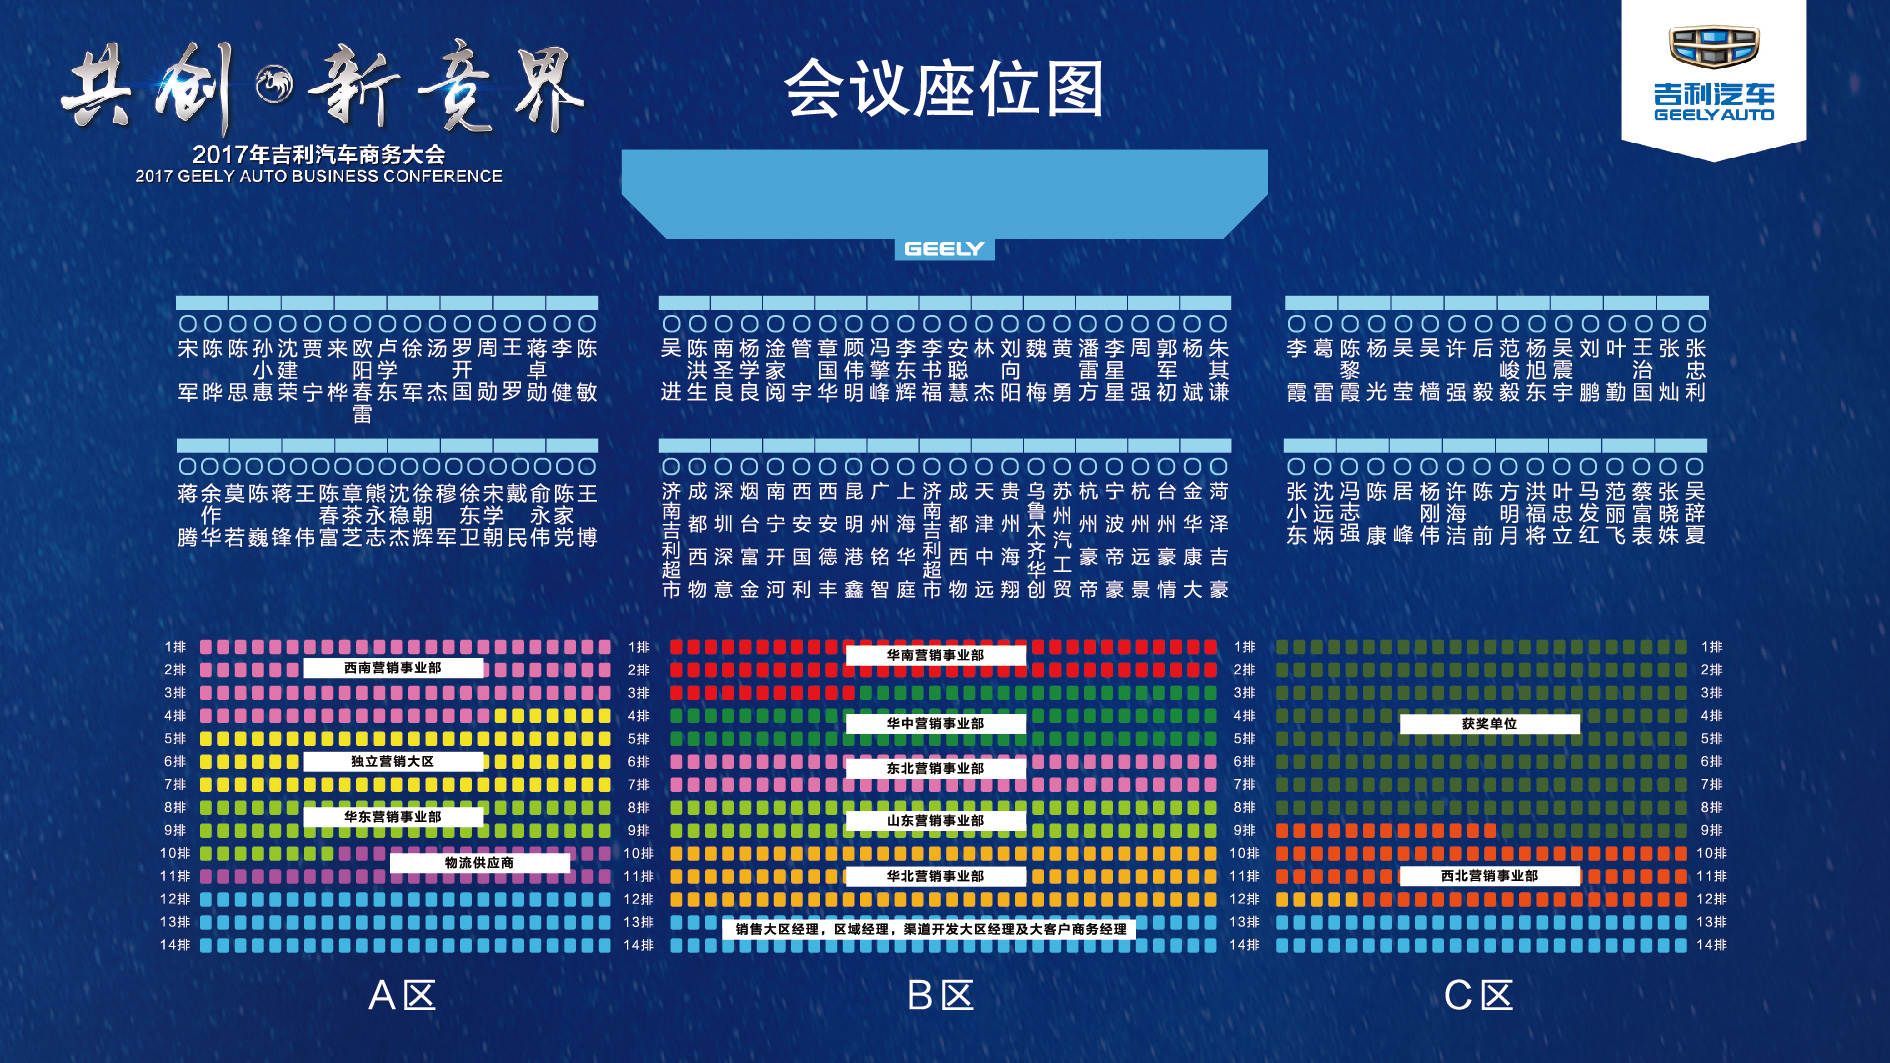 共创新竞界
2017年吉利汽车商务大会
2017 GEELY AUTO BUSINESS CONFERENCE
会议座位图
吉利汽车
GEELY AUTO
GEELY
宋军 陈晔 陈思 孙小惠 沈建荣 贾宁 来桦 欧阳春雷 卢学东 徐军 汤杰 罗开国 周勋 王罗 蒋卓勋 李健 陈敏
吴进 陈洪生 南圣良 杨学良 淦家阅 管宇 章国华 顾伟明 冯擎峰 李东辉 李书福 安聪慧 林杰 刘向阳 魏梅 黄勇 潘雷方 李星星 周强 郭军初 杨斌 朱其谦
李霞 葛雷 陈黎霞 杨光 吴莹 吴樯 许强 后毅 范峻毅 杨旭东 吴震宇 刘鹏 叶勤 王治国 张灿 张忠利
蒋腾 余作华 莫若 陈巍 蒋锋 王伟 陈春富 章茶芝 熊永志 沈稳杰 徐朝辉 穆军 徐东卫 宋学朝 戴民 俞永伟 陈家党 王博
济南吉利超市 成都西物 深圳深意 烟台富金 南宁开河 西安国利 西安德丰 昆明港鑫 广州铭智 上海华庭 济南吉利超市 成都西物 天津中远 贵州海翔 乌鲁木齐华创 苏州汽工贸 杭州豪帝 宁波帝豪 杭州远景 台州豪情 金华康大 菏泽吉豪
张小东 沈远炳 冯志强 陈康 居峰 杨刚伟 许海洁 陈前 方明月 洪福将 叶忠立 马发红 范丽飞 蔡富表 张晓姝 吴辞夏
1排 1排 1排 1排
2排 西南营销事业部 2排 华南营销事业部 2排 2排
3排 3排 3排 3排
4排 4排 华中营销事业部 4排 获奖单位 4排
5排 5排 5排 5排
6排 独立营销大区 6排 东北营销事业部 6排 6排
7排 7排 7排 7排
8排 华东营销事业部 8排 山东营销事业部 8排 8排
9排 9排 9排 9排
10排 物流供应商 10排 10排 10排
11排 11排 华北营销事业部 11排 西北营销事业部 11排
12排 12排 12排 12排
13排 13排 销售大区经理，区域经理，渠道开发大区经理及大客户商务经理 13排 13排
14排 14排 14排 14排
A区 B区 C区